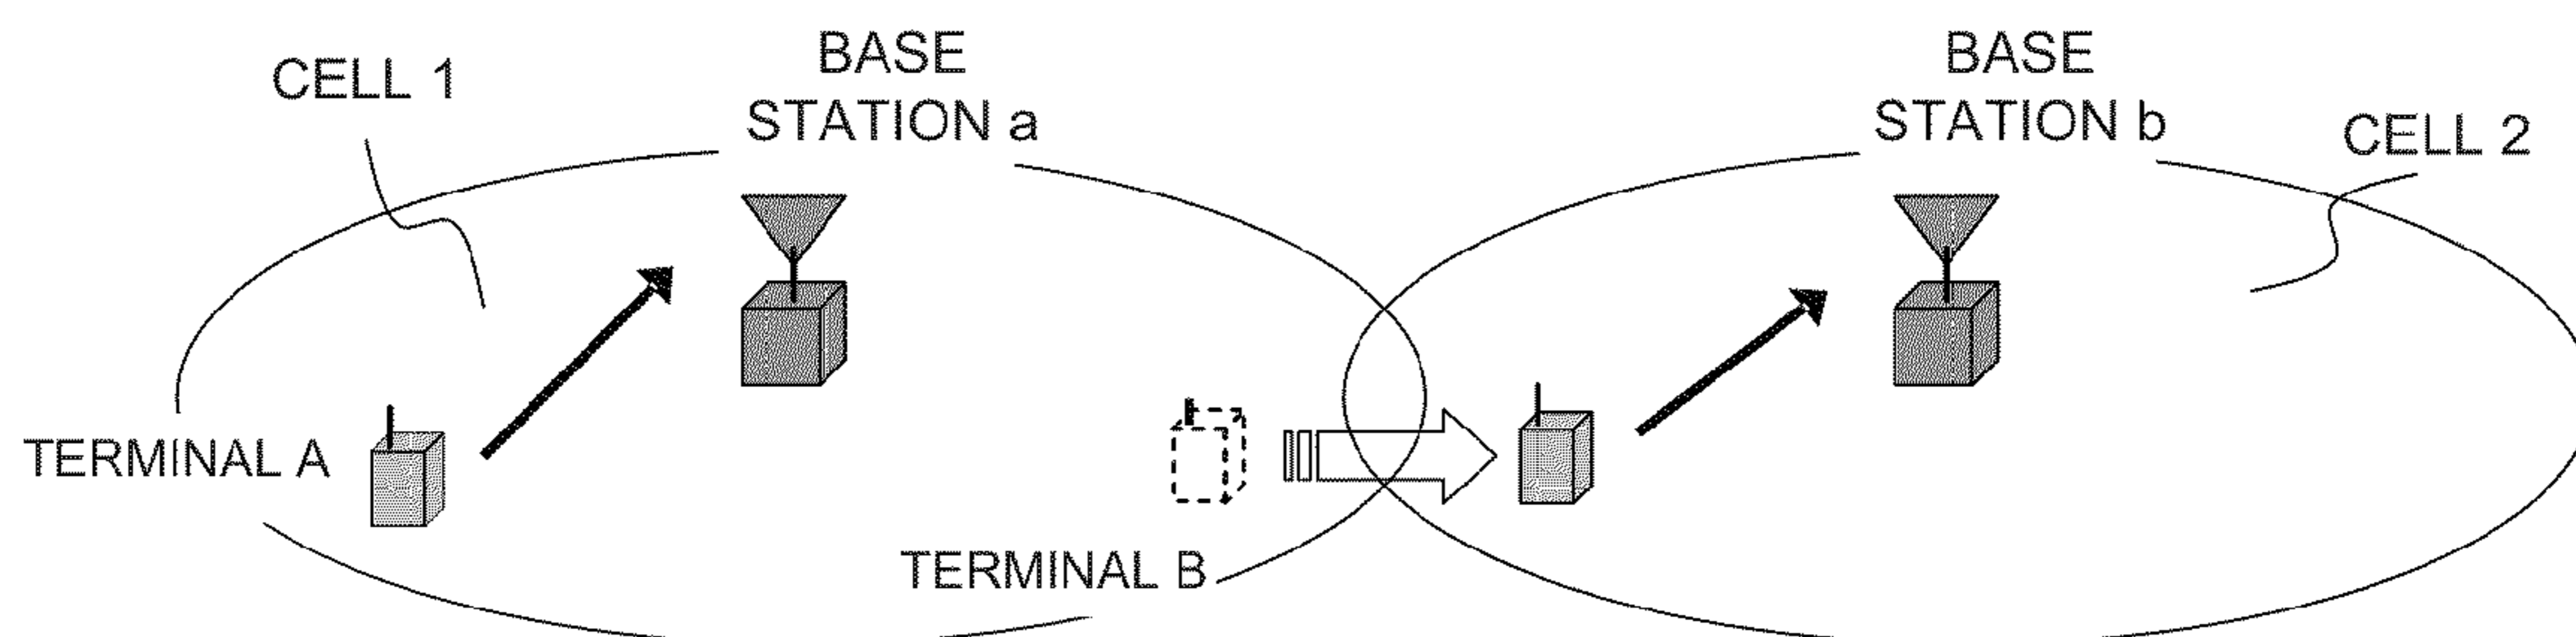 CELL 1
BASE
STATION a
BASE
STATION b
CELL 2
TERMINAL A
TERMINAL B